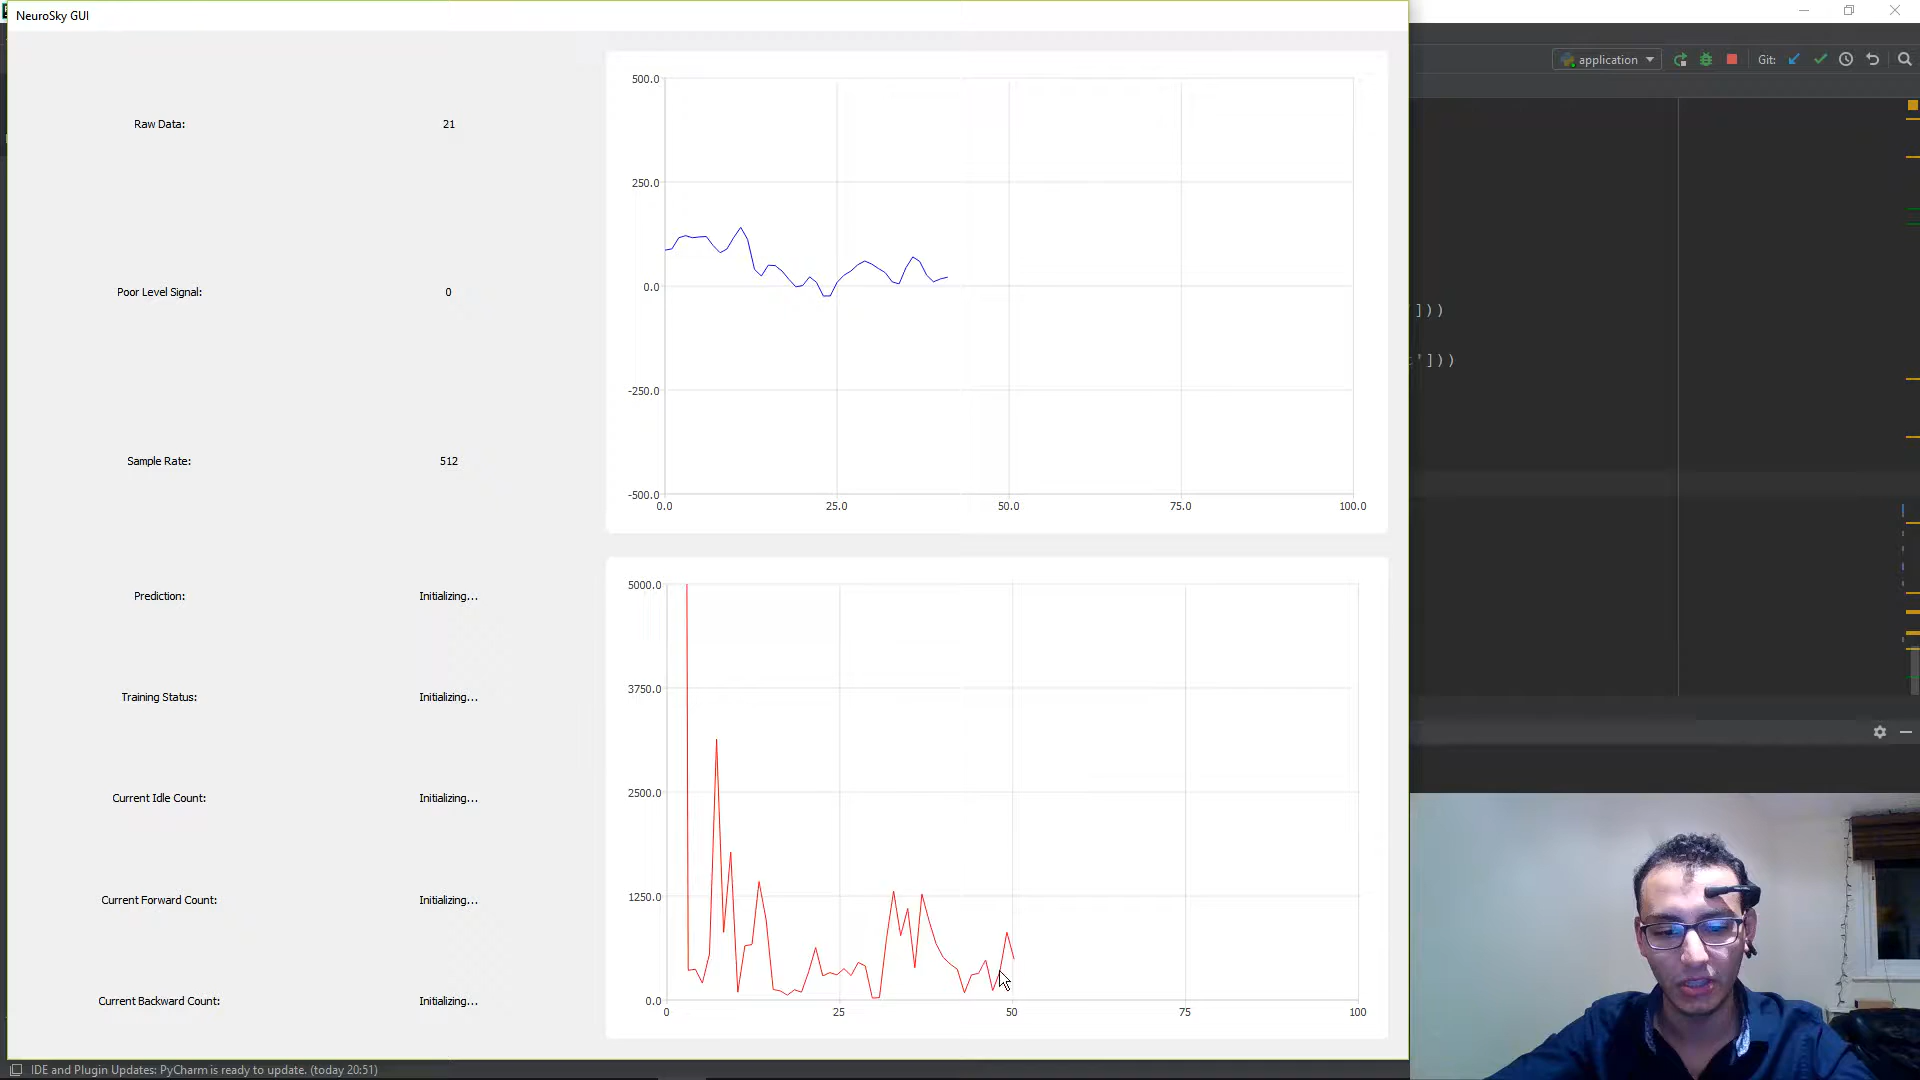 NeuroSky GUI
application
Git:
Raw Data:
21
Poor Level Signal:
0
Sample Rate:
512
Prediction:
Initializing...
Training Status:
Initializing...
Current Idle Count:
Initializing...
Current Forward Count:
Initializing...
Current Backward Count:
Initializing...
500.0
250.0
0.0
-250.0
-500.0
0.0
25.0
50.0
75.0
100.0
5000.0
3750.0
2500.0
1250.0
0.0
0
25
50
75
100
]))
']))
IDE and Plugin Updates: PyCharm is ready to update. (today 20:51)